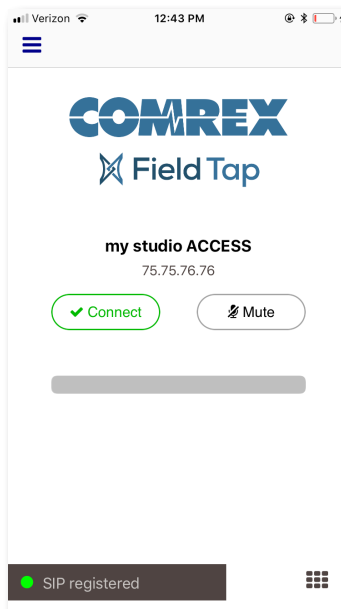 Verizon 12:43 PM
COMREX
Field Tap
my studio ACCESS
75.75.76.76
Connect Mute
SIP registered